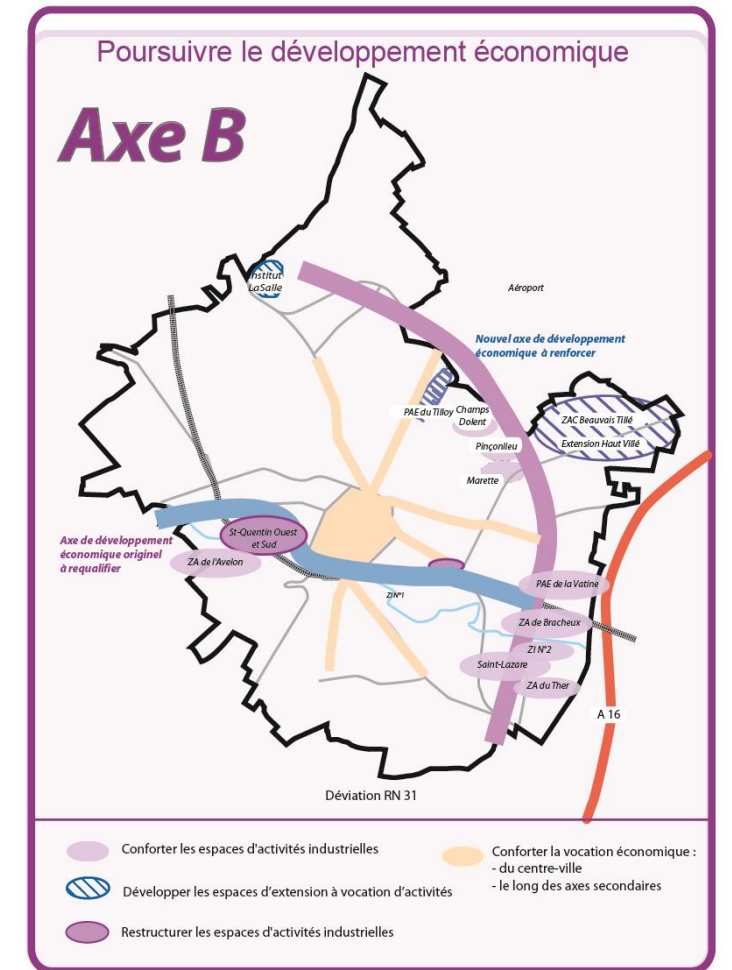 Poursuivre le développement économique
Axe B
Institut
LaSalle
Aéroport
Nouvel axe de développement
économique à renforcer
PAE du Tilloy
Champs
Dolent
ZAC Beauvais Tillé
Extension Haut Villé
Pinçonlieu
Marette
Axe de développement
économique originel
à requalifier
St-Quentin Ouest
et Sud
ZA de l'Avelon
ZI N°1
PAE de la Vatine
ZA de Bracheux
ZI N°2
Saint-Lazare
ZA du Ther
A 16
Déviation RN 31
Conforter les espaces d'activités industrielles
Développer les espaces d'extension à vocation d'activités
Restructurer les espaces d'activités industrielles
Conforter la vocation économique :
- du centre-ville
- le long des axes secondaires